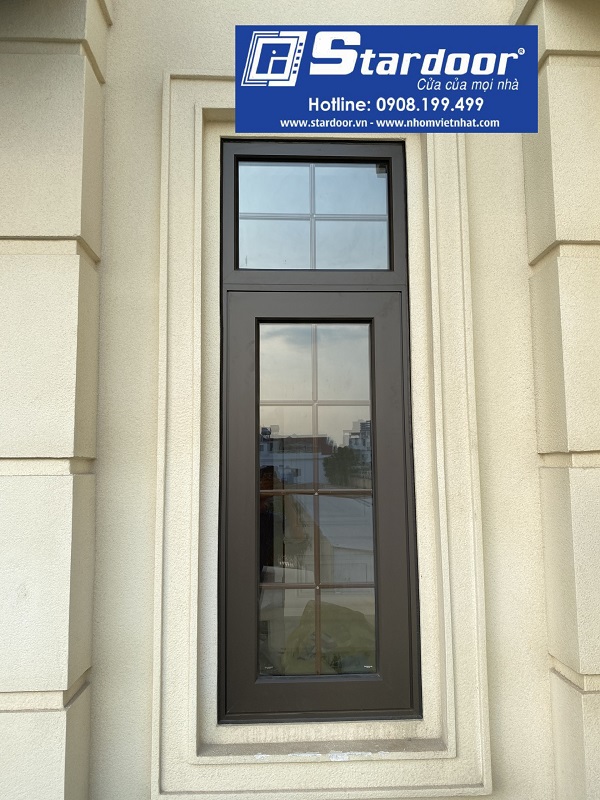 Stardoor®
Cửa của mọi nhà
Hotline: 0908.199.499
www.stardoor.vn - www.nhomvietnhat.com